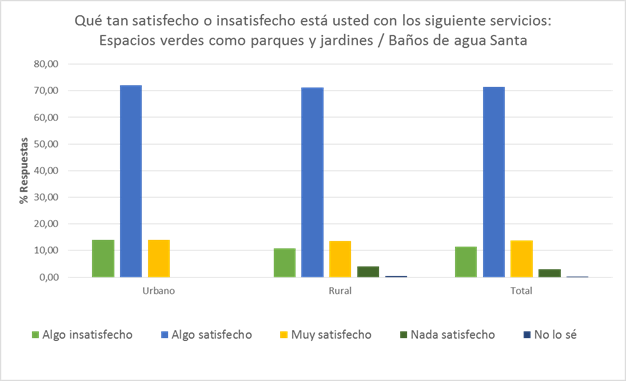 Qué tan satisfecho o insatisfecho está usted con los siguiente servicios:
Espacios verdes como parques y jardines / Baños de agua Santa
80,00
70,00
60,00
50,00
40,00
30,00
20,00
10,00
0,00
% Respuestas
Urbano Rural Total
Algo insatisfecho Algo satisfecho Muy satisfecho Nada satisfecho No lo sé